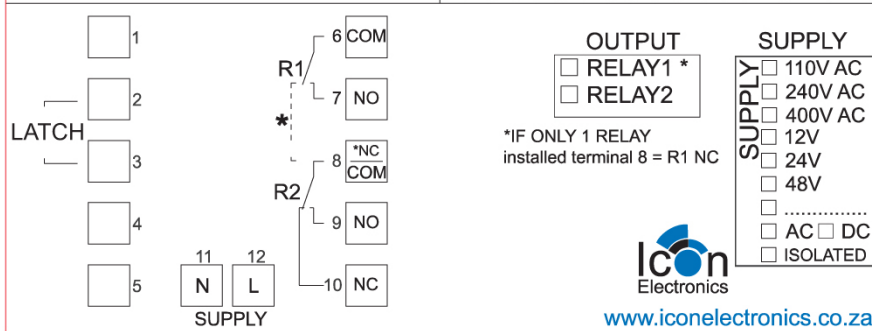 1
2
LATCH
3
4
5
11 12
N L
SUPPLY
R1
6 COM
7 NO
*
8 *NC
COM
R2
9 NO
10 NC
OUTPUT
RELAY1 *
RELAY2
*IF ONLY 1 RELAY
installed terminal 8 = R1 NC
SUPPLY
SUPPLY
110V AC
240V AC
400V AC
12V
24V
48V
...............
AC DC
ISOLATED
Icon
Electronics
www.iconelectronics.co.za